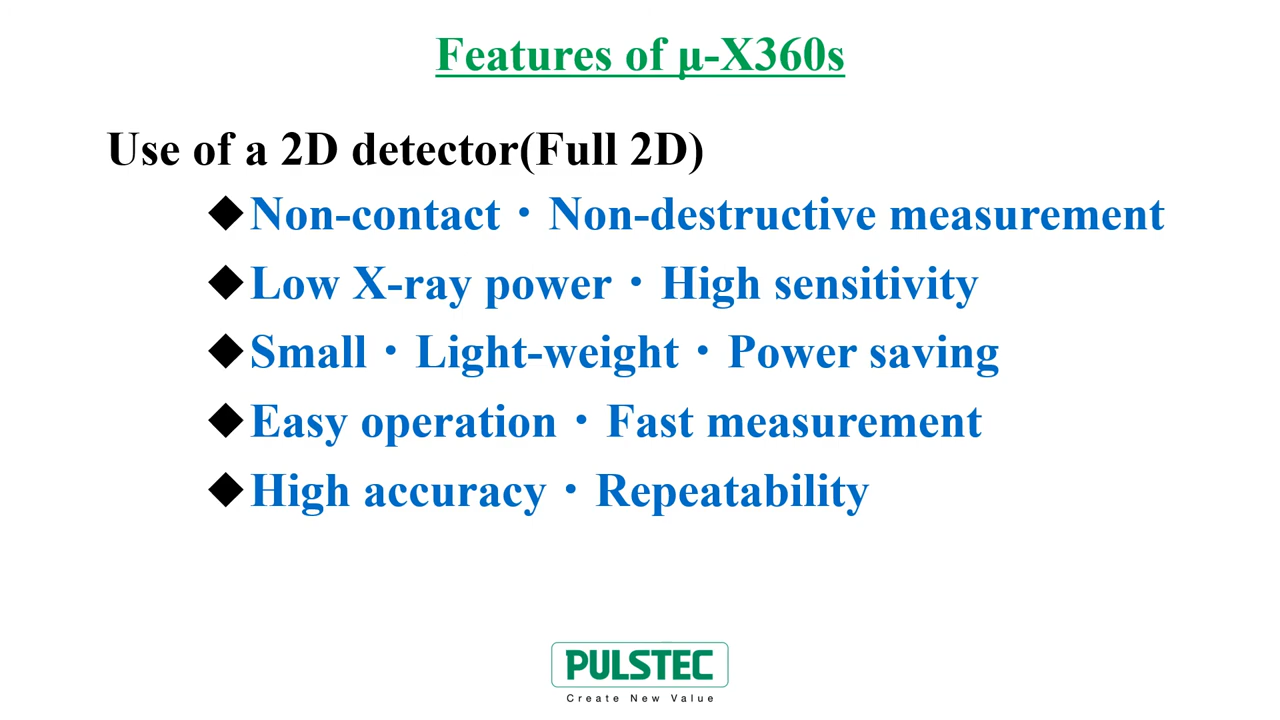 Features of μ-X360s
Use of a 2D detector(Full 2D)
◆Non-contact・Non-destructive measurement
◆Low X-ray power・High sensitivity
◆Small・Light-weight・Power saving
◆Easy operation・Fast measurement
◆High accuracy・Repeatability
PULSTEC
Create New Value